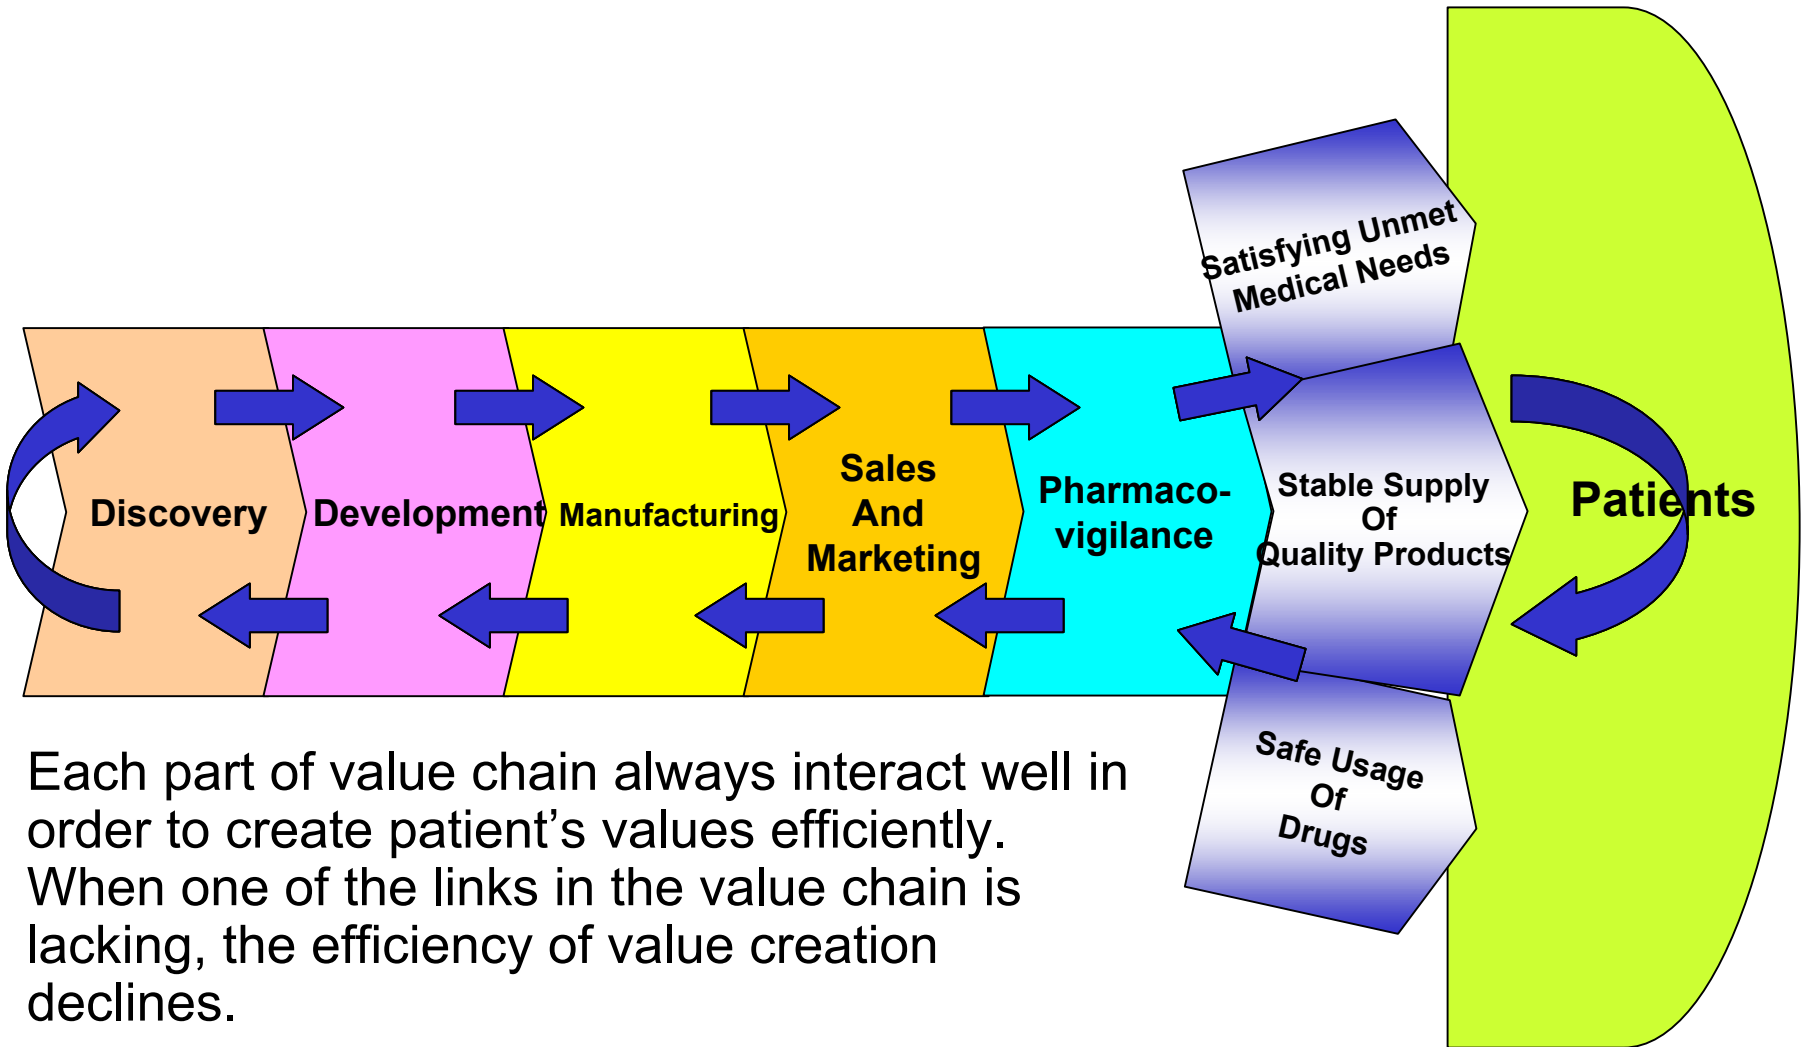 Satisfying Unmet
Medical Needs
Discovery
Development
Manufacturing
Sales
And
Marketing
Pharmaco-
vigilance
Stable Supply
Of
Quality Products
Patients
Safe Usage
Of
Drugs
Each part of value chain always interact well in
order to create patient’s values efficiently.
When one of the links in the value chain is
lacking, the efficiency of value creation
declines.